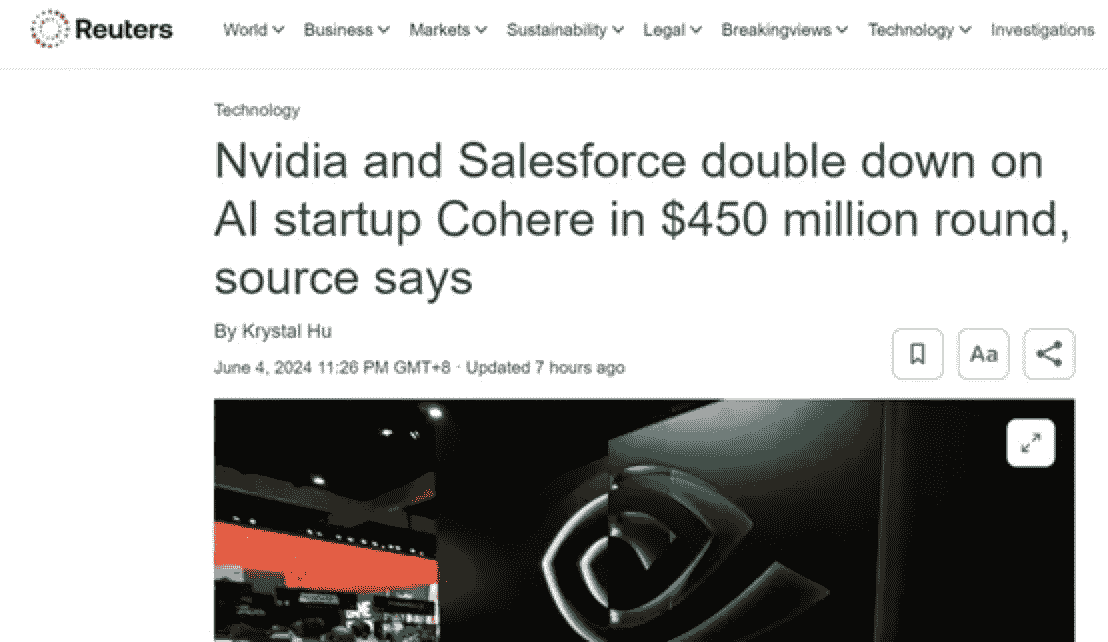 Reuters
World Business Markets Sustainability Legal Breakingviews Technology Investigations
Technology
Nvidia and Salesforce double down on
AI startup Cohere in $450 million round,
source says
By Krystal Hu
June 4, 2024 11:26 PM GMT+8 · Updated 7 hours ago
Aa